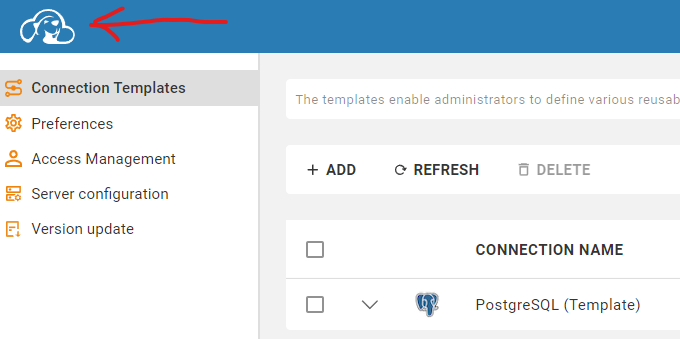 Connection Templates
Preferences
Access Management
Server configuration
Version update
The templates enable administrators to define various reusab
ADD
REFRESH
DELETE
CONNECTION NAME
PostgreSQL (Template)